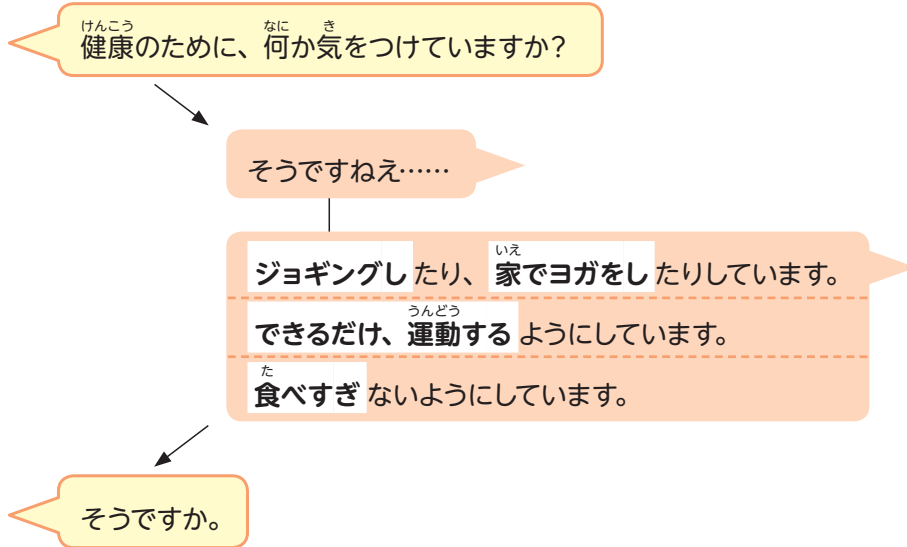 健康のために、何か気をつけていますか？
そうですねえ……
ジョギングしたり、家でヨガをしたりしています。
できるだけ、運動するようにしています。
食べすぎないようにしています。
そうですか。